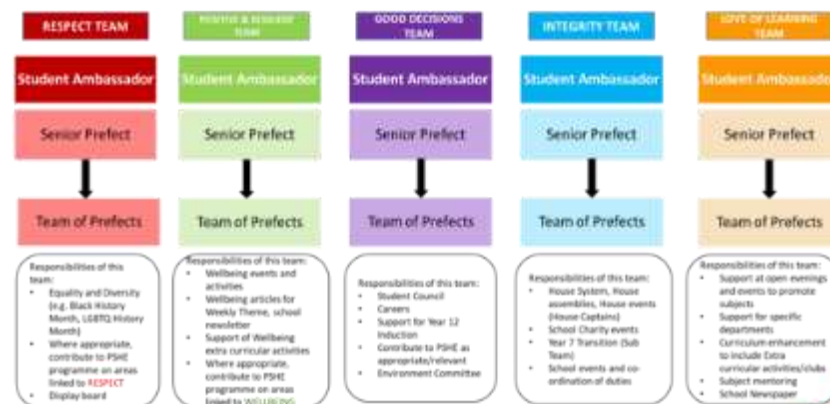 RESPECT TEAM
POSITIVE & RESILIENT
TEAM
GOOD DECISIONS
TEAM
INTEGRITY TEAM
LOVE OF LEARNING
TEAM
Student Ambassador
Student Ambassador
Student Ambassador
Student Ambassador
Student Ambassador
Senior Prefect
Senior Prefect
Senior Prefect
Senior Prefect
Senior Prefect
Team of Prefects
Team of Prefects
Team of Prefects
Team of Prefects
Team of Prefects
Responsibilities of this
team:
• Equality and Diversity
(e.g. Black History
Month, LGBTQ History
Month)
• Where appropriate,
contribute to PSHE
programme on areas
linked to RESPECT
• Display board
Responsibilities of this team:
• Wellbeing events and
activities
• Wellbeing articles for
Weekly Theme, school
newsletter
• Support of Wellbeing
extra curricular activities
• Where appropriate,
contribute to PSHE
programme on areas
linked to WELLBEING
Responsibilities of this team:
• Student Council
• Careers
• Support for Year 12
Induction
• Contribute to PSHE as
appropriate/relevant
• Environment Committee
Responsibilities of this team:
• House System, House
assemblies, House events
(House Captains)
• School Charity events
• Year 7 Transition (Sub
Team)
• School events and co-
ordination of duties
Responsibilities of this team:
• Support at open evenings
and events to promote
subjects
• Support for specific
departments
• Curriculum enhancement
to include Extra
curricular activities/clubs
• Subject mentoring
• School Newspaper